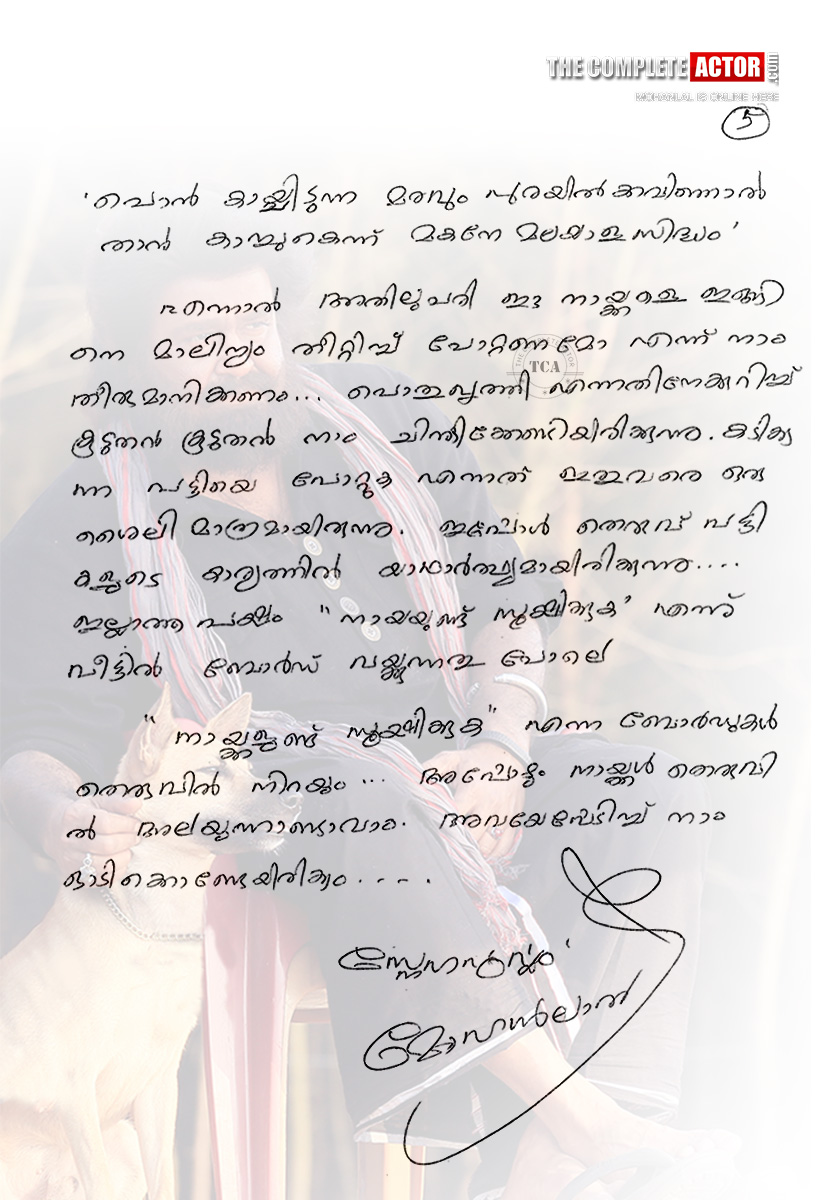 THE COMPLETE ACTOR .com
MOHANLAL IS ONLINE HERE
5
'പൊൻ കായ്ച്ചിടുന്ന മരവും പുരയിൽ കവിഞ്ഞാൽ
താൻ കാച്ചുകെന്ന് മകനേ മലയാള സിദ്ധം'
എന്നാൽ അതിലുപരി ഈ നായ്ക്കളെ ഇങ്ങി
നെ മാലിന്യം തീറ്റിച്ച് പോറ്റണമോ എന്ന് നാം
TCA
തീരുമാനിക്കണം... പൊതുവൃത്തി എന്നതിനേക്കുറിച്ച്
കൂടുതൽ കൂടുതൽ നാം ചിന്തിക്കേണ്ടിയിരിക്കുന്നു. കടിക്കു
ന്ന പട്ടിയെ പോറ്റുക എന്നത് ഇതുവരെ ഒരു
ശൈലി മാത്രമായിരുന്നു. ഇപ്പോൾ തെരുവ് പട്ടി
കളുടെ കാര്യത്തിൽ യാഥാർത്ഥ്യമായിരിക്കുന്നു....
ഇല്ലാത്ത പക്ഷം "നായയുണ്ട് സൂക്ഷിക്കുക' എന്ന്
വീട്ടിൽ ബോർഡ് വയ്ക്കുന്നതു പോലെ
"നായ്ക്കളുണ്ട് സൂക്ഷിക്കുക" എന്ന ബോർഡുകൾ
തെരുവിൽ നിറയും... അപ്പോഴും നായ്ക്കൾ തെരുവി
ൽ അലയുന്നുണ്ടാവാം. അവയേപ്പേടിച്ച് നാം
ഓടിക്കൊണ്ടേയിരിക്കും....
സ്നേഹപൂർവ്വം'
മോഹൻലാൽ